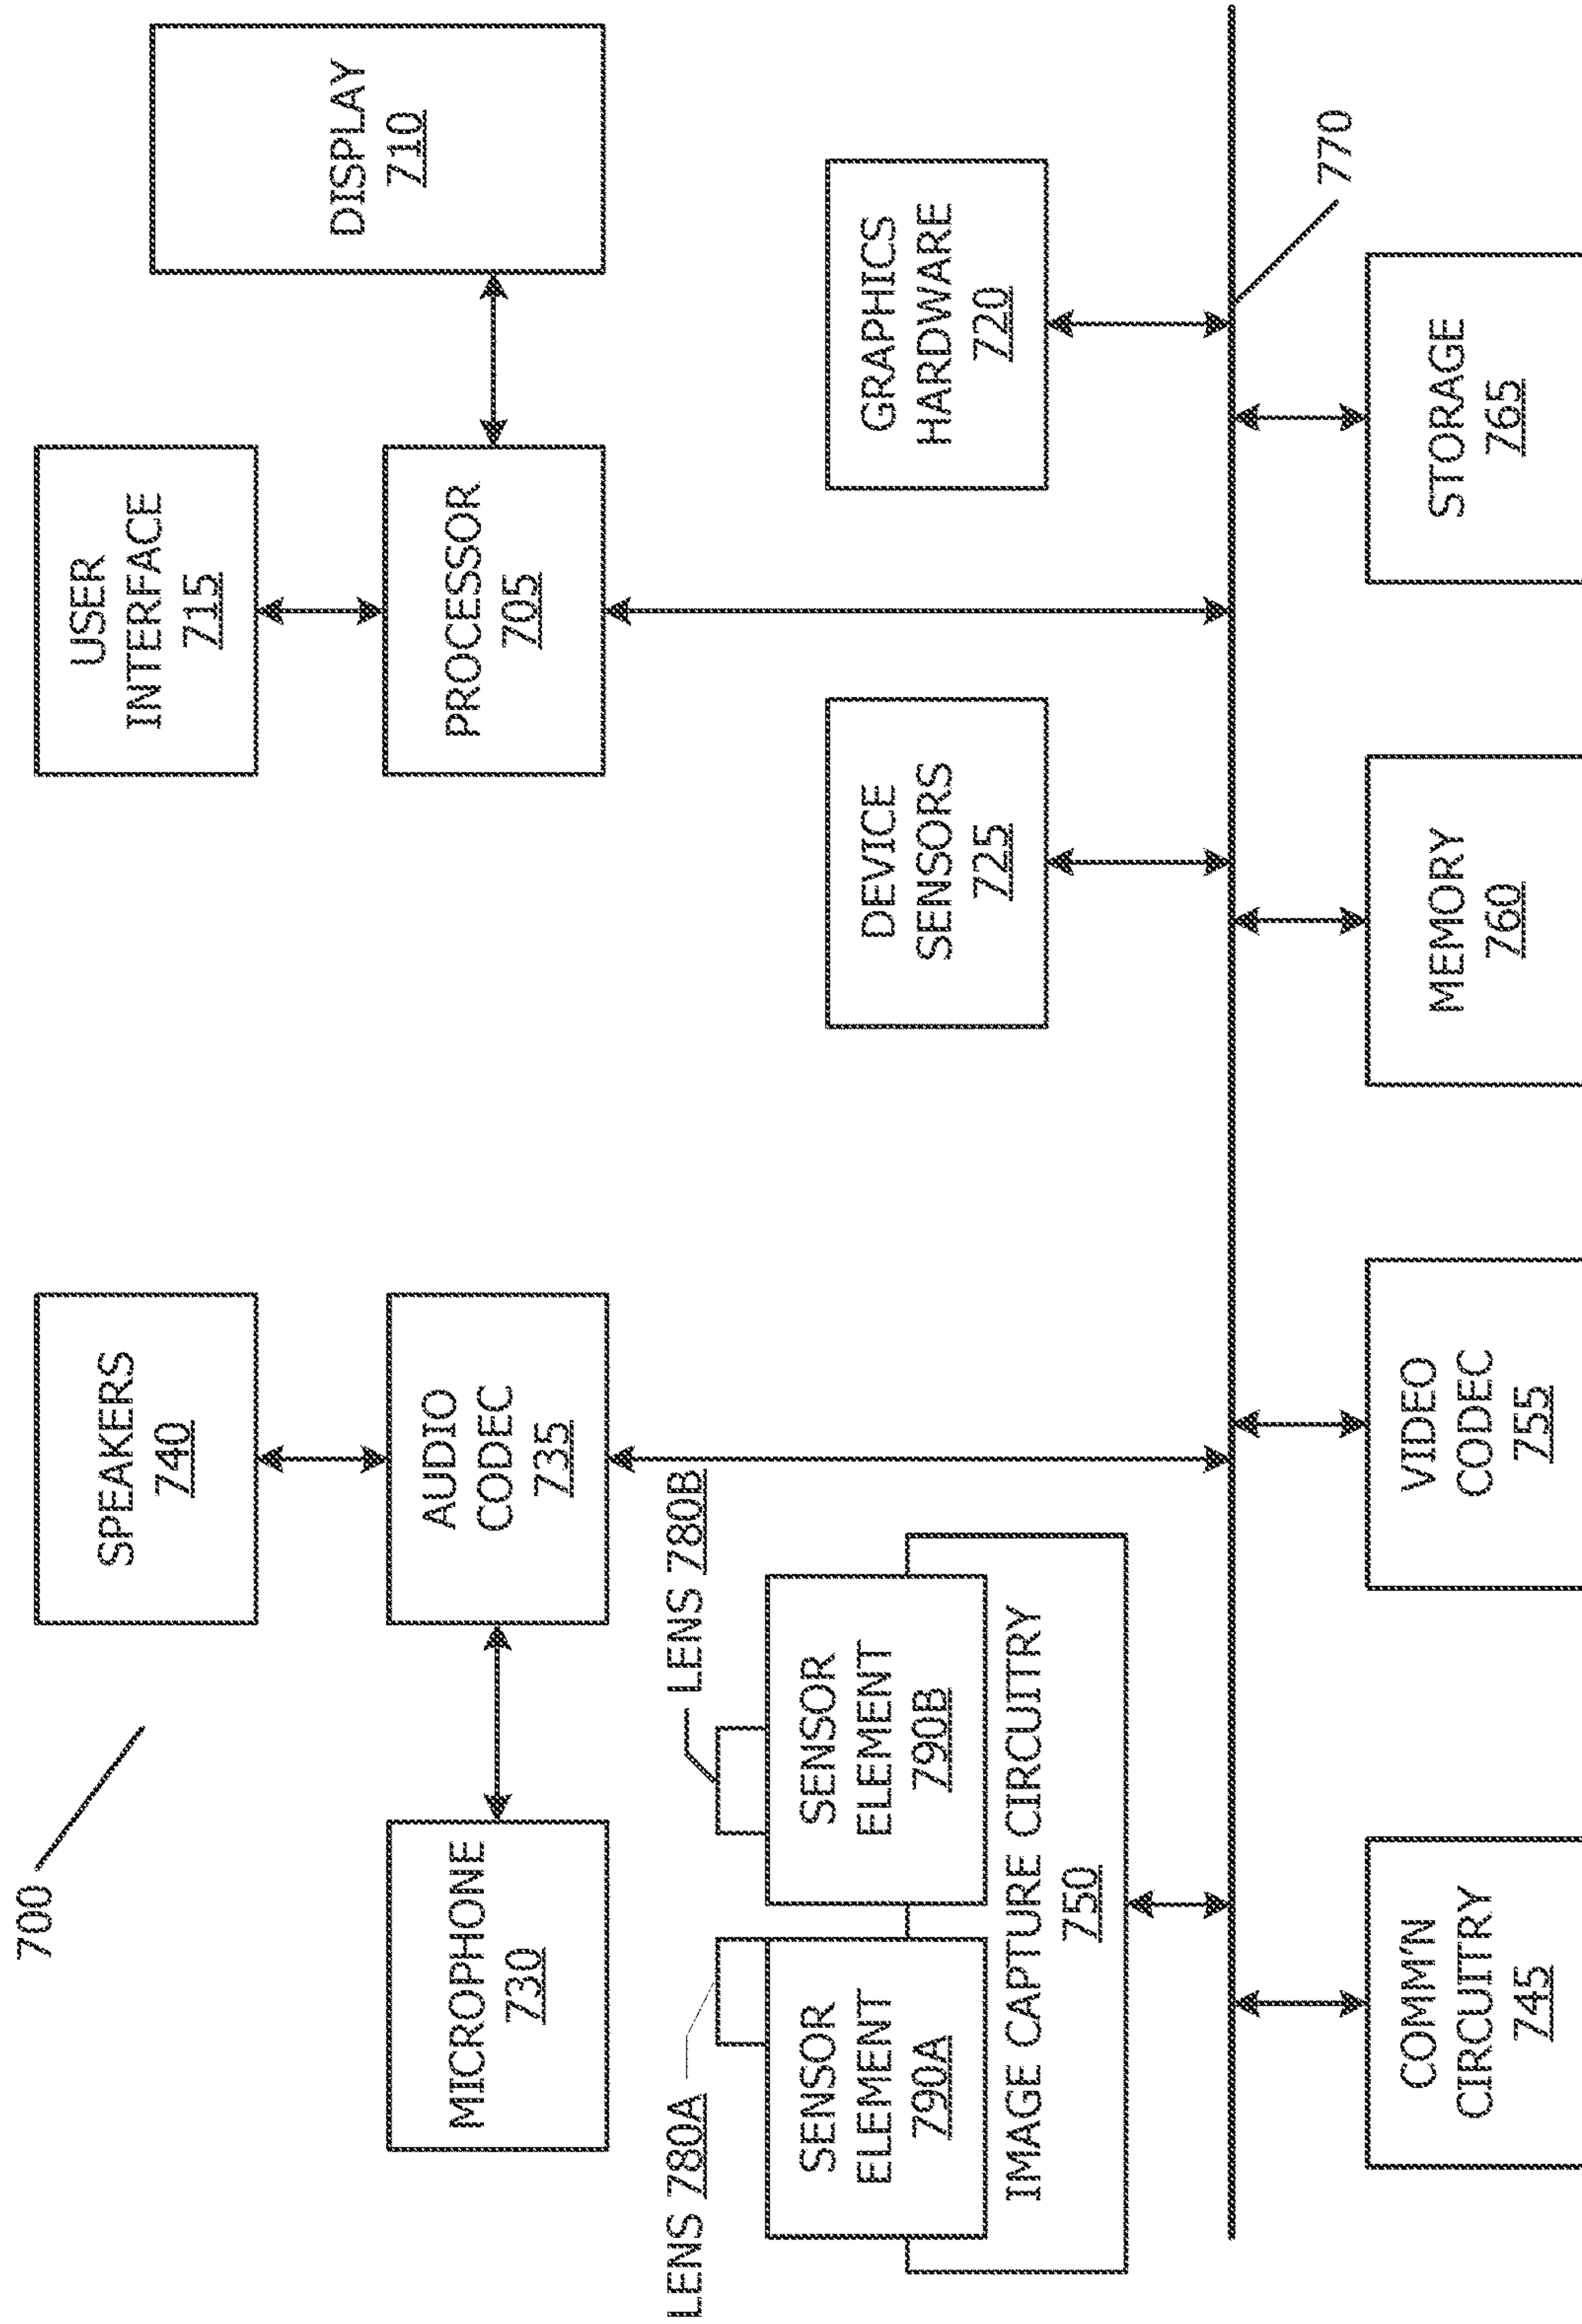 700
SPEAKERS
740
USER
INTERFACE
715
MICROPHONE
730
AUDIO
CODEC
735
PROCESSOR
705
DISPLAY
710
LENS 780A
LENS 780B
SENSOR
ELEMENT
790A
SENSOR
ELEMENT
790B
IMAGE CAPTURE CIRCUITRY
750
DEVICE
SENSORS
725
GRAPHICS
HARDWARE
720
770
COMM'N
CIRCUITRY
745
VIDEO
CODEC
755
MEMORY
760
STORAGE
765